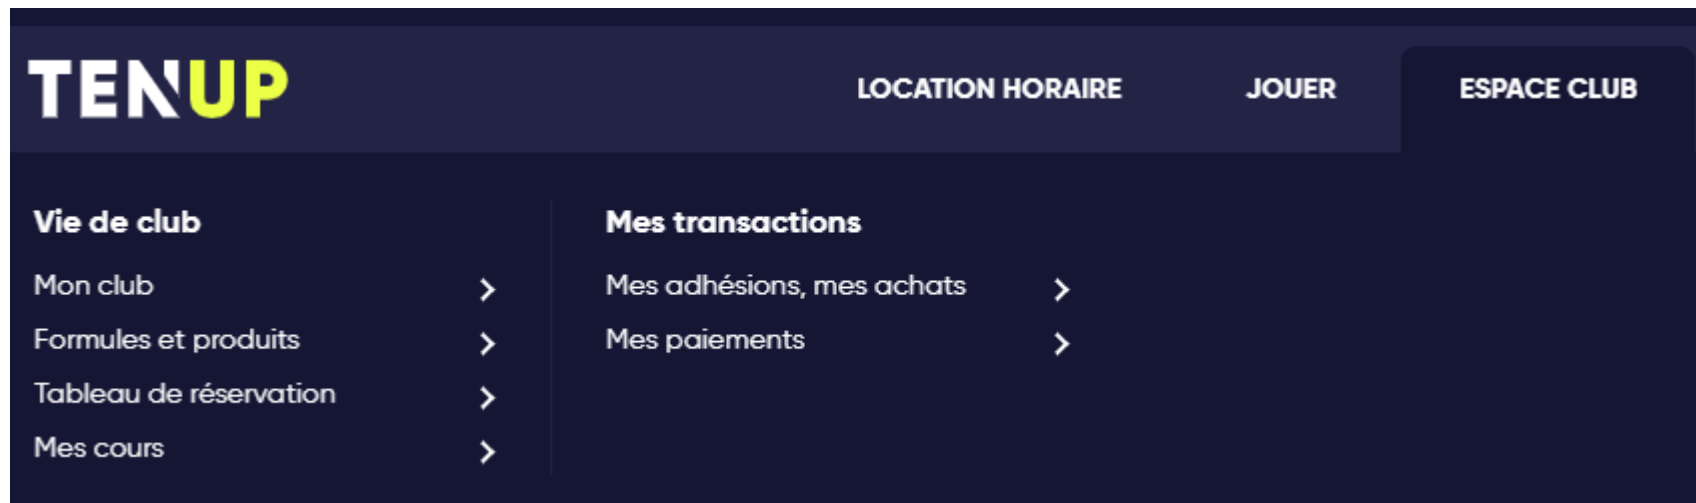 TENUP
LOCATION HORAIRE
JOUER
ESPACE CLUB
Vie de club
Mon club
Formules et produits
Tableau de réservation
Mes cours
Mes transactions
Mes adhésions, mes achats
Mes paiements